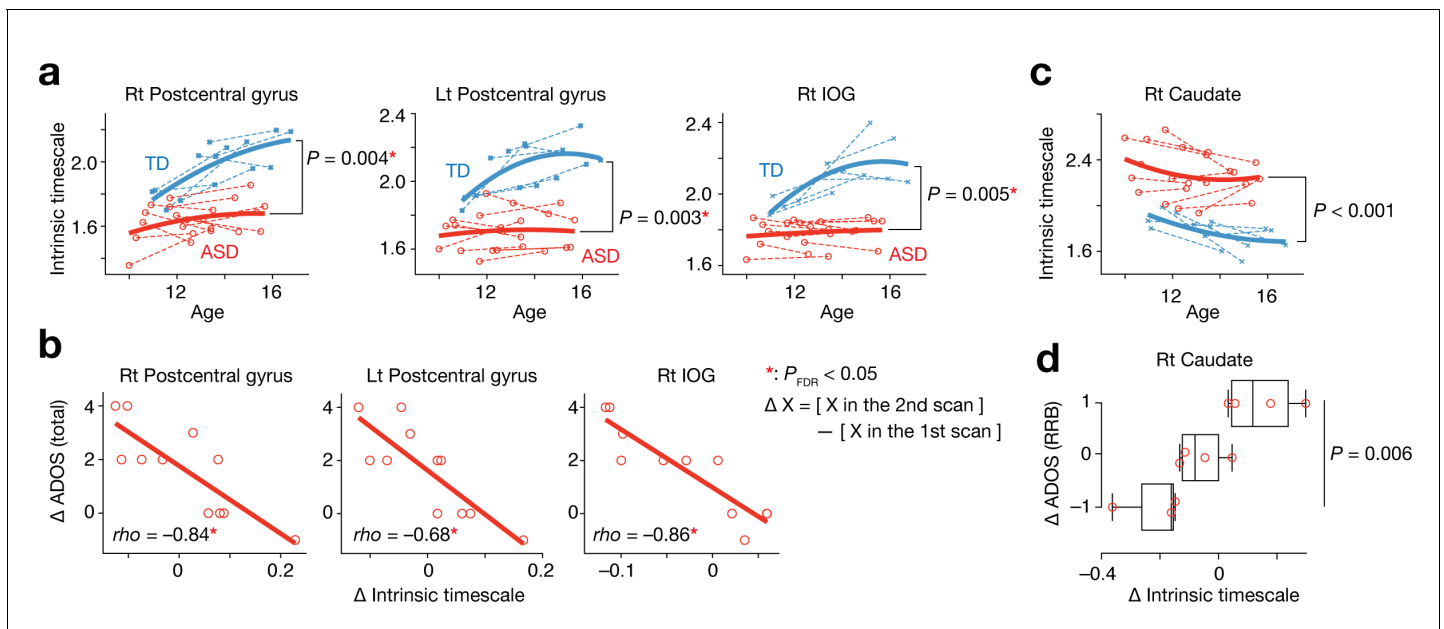 a
Rt Postcentral gyrus
Intrinsic timescale
2.0
1.6
TD
ASD
P = 0.004*
12
16
Age
Lt Postcentral gyrus
2.4
2.0
1.6
TD
ASD
P = 0.003*
12
16
Age
Rt IOG
2.4
2.0
1.6
TD
ASD
P = 0.005*
12
16
Age
c
Rt Caudate
Intrinsic timescale
2.4
1.6
P < 0.001
12
16
Age
b
Rt Postcentral gyrus
Δ ADOS (total)
4
2
0
rho = –0.84*
0
Lt Postcentral gyrus
4
2
0
rho = –0.68*
0
0.2
Δ Intrinsic timescale
Rt IOG
4
2
0
rho = –0.86*
–0.1
0
*: PFDR < 0.05
Δ X = [ X in the 2nd scan ]
— [ X in the 1st scan ]
d
Rt Caudate
Δ ADOS (RRB)
1
0
–1
P = 0.006
–0.4
0
Δ Intrinsic timescale